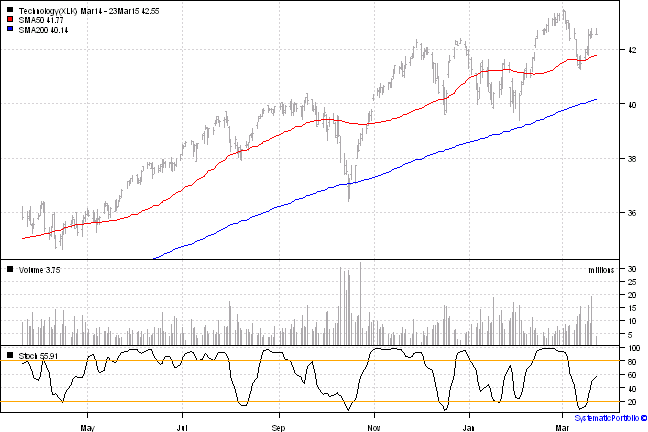 Technology(XLK) Mar14 - 23Mar15 42.55
SMA50 41.77
SMA200 40.14
42
40
38
36
Volume 3.75
millions
30
25
20
15
10
5
Stoch 55.91
100
80
60
40
20
May Jul Sep Nov Jan Mar
SystematicPortfolio ©